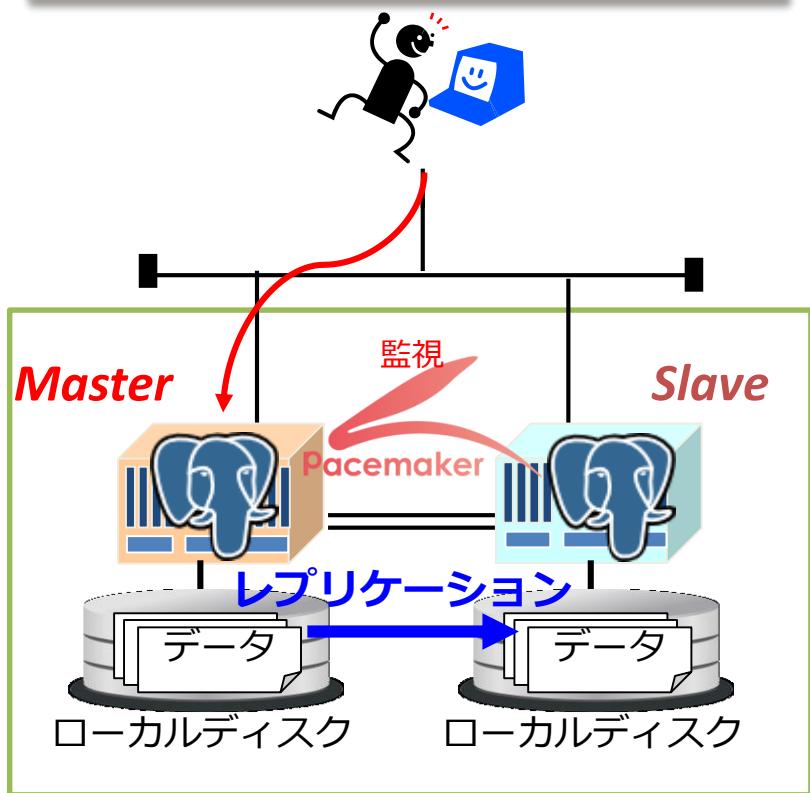 監視
Master
Slave
Pacemaker
レプリケーション
データ
データ
ローカルディスク
ローカルディスク